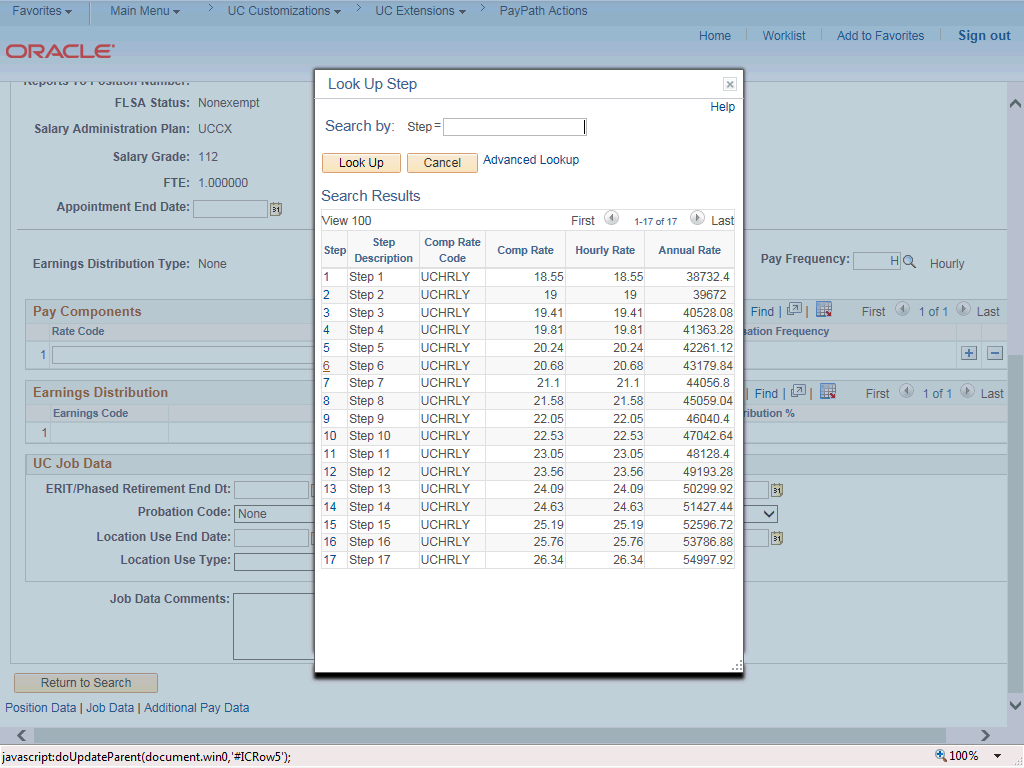 Favorites Main Menu > UC Customizations > UC Extensions > PayPath Actions
Home Worklist Add to Favorites Sign out
ORACLE
Reports To Position Number:
FLSA Status: Nonexempt
Salary Administration Plan: UCCX
Salary Grade: 112
FTE: 1.000000
Appointment End Date: 31
Earnings Distribution Type: None
Pay Frequency: H Hourly
Pay Components
Find | | First 1 of 1 Last
Rate Code
ation Frequency
1
Earnings Distribution
| Find | | First 1 of 1 Last
Earnings Code
ribution %
1
UC Job Data
ERIT/Phased Retirement End Dt: 31
Probation Code: None
Location Use End Date: 31
Location Use Type:
Job Data Comments:
Return to Search
Position Data | Job Data | Additional Pay Data
Look Up Step
Help
Search by: Step =
Look Up Cancel Advanced Lookup
Search Results
View 100 First 1-17 of 17 Last
Step Step Description Comp Rate Code Comp Rate Hourly Rate Annual Rate
1 Step 1 UCHRLY 18.55 18.55 38732.4
2 Step 2 UCHRLY 19 19 39672
3 Step 3 UCHRLY 19.41 19.41 40528.08
4 Step 4 UCHRLY 19.81 19.81 41363.28
5 Step 5 UCHRLY 20.24 20.24 42261.12
6 Step 6 UCHRLY 20.68 20.68 43179.84
7 Step 7 UCHRLY 21.1 21.1 44056.8
8 Step 8 UCHRLY 21.58 21.58 45059.04
9 Step 9 UCHRLY 22.05 22.05 46040.4
10 Step 10 UCHRLY 22.53 22.53 47042.64
11 Step 11 UCHRLY 23.05 23.05 48128.4
12 Step 12 UCHRLY 23.56 23.56 49193.28
13 Step 13 UCHRLY 24.09 24.09 50299.92
14 Step 14 UCHRLY 24.63 24.63 51427.44
15 Step 15 UCHRLY 25.19 25.19 52596.72
16 Step 16 UCHRLY 25.76 25.76 53786.88
17 Step 17 UCHRLY 26.34 26.34 54997.92
javascript:doUpdateParent(document.win0,'#ICRow5');
100%